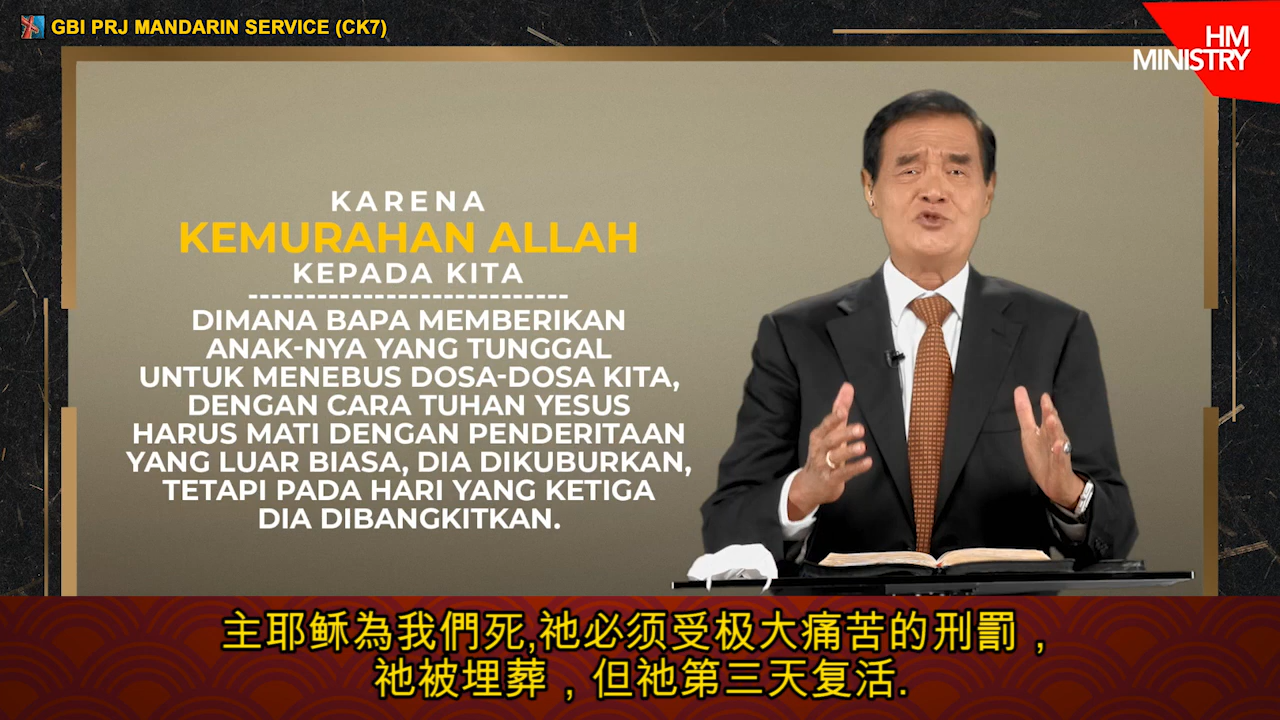 GBI PRJ MANDARIN SERVICE (CK7)
HM
MINISTRY
KARENA
KEMURAHAN ALLAH
KEPADA KITA
----------------------------
DIMANA BAPA MEMBERIKAN
ANAK-NYA YANG TUNGGAL
UNTUK MENEBUS DOSA-DOSA KITA,
DENGAN CARA TUHAN YESUS
HARUS MATI DENGAN PENDERITAAN
YANG LUAR BIASA, DIA DIKUBURKAN,
TETAPI PADA HARI YANG KETIGA
DIA DIBANGKITKAN.
主耶稣為我們死,祂必须受极大痛苦的刑罰，
祂被埋葬，但祂第三天复活.